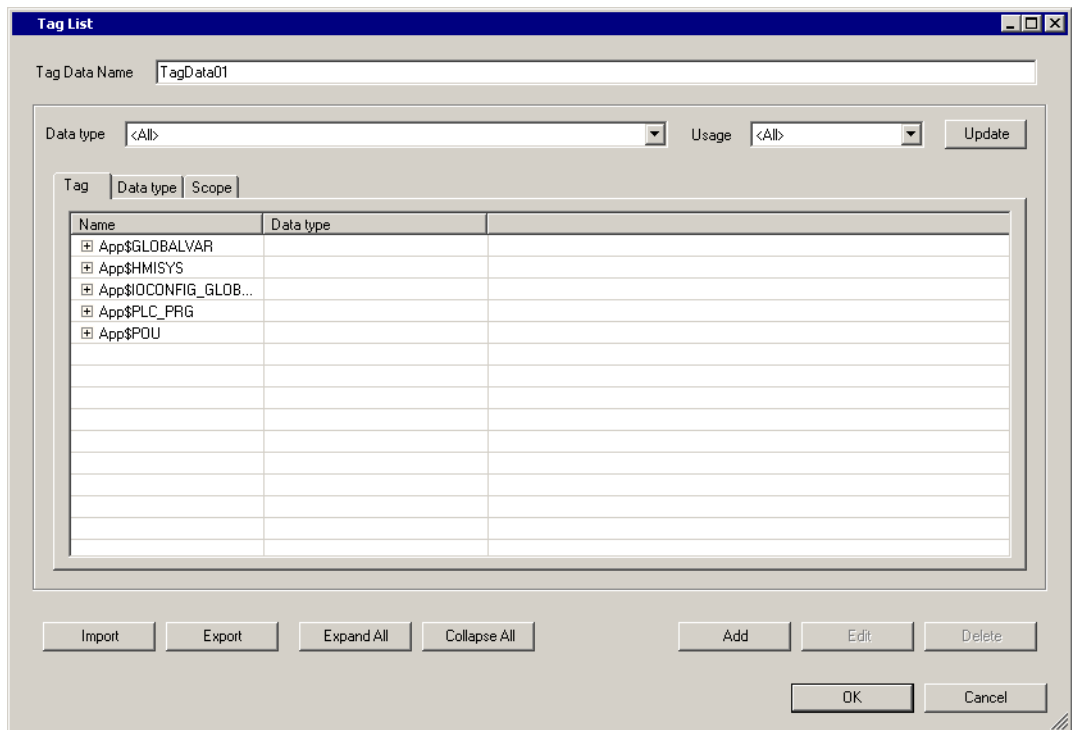 Tag List
Tag Data Name TagData01
Data type <All> Usage <All> Update
Tag Data type Scope
Name Data type
App$GLOBALVAR
App$HMISYS
App$IOCONFIG_GLOB...
App$PLC_PRG
App$POU
Import Export Expand All Collapse All Add Edit Delete
OK Cancel